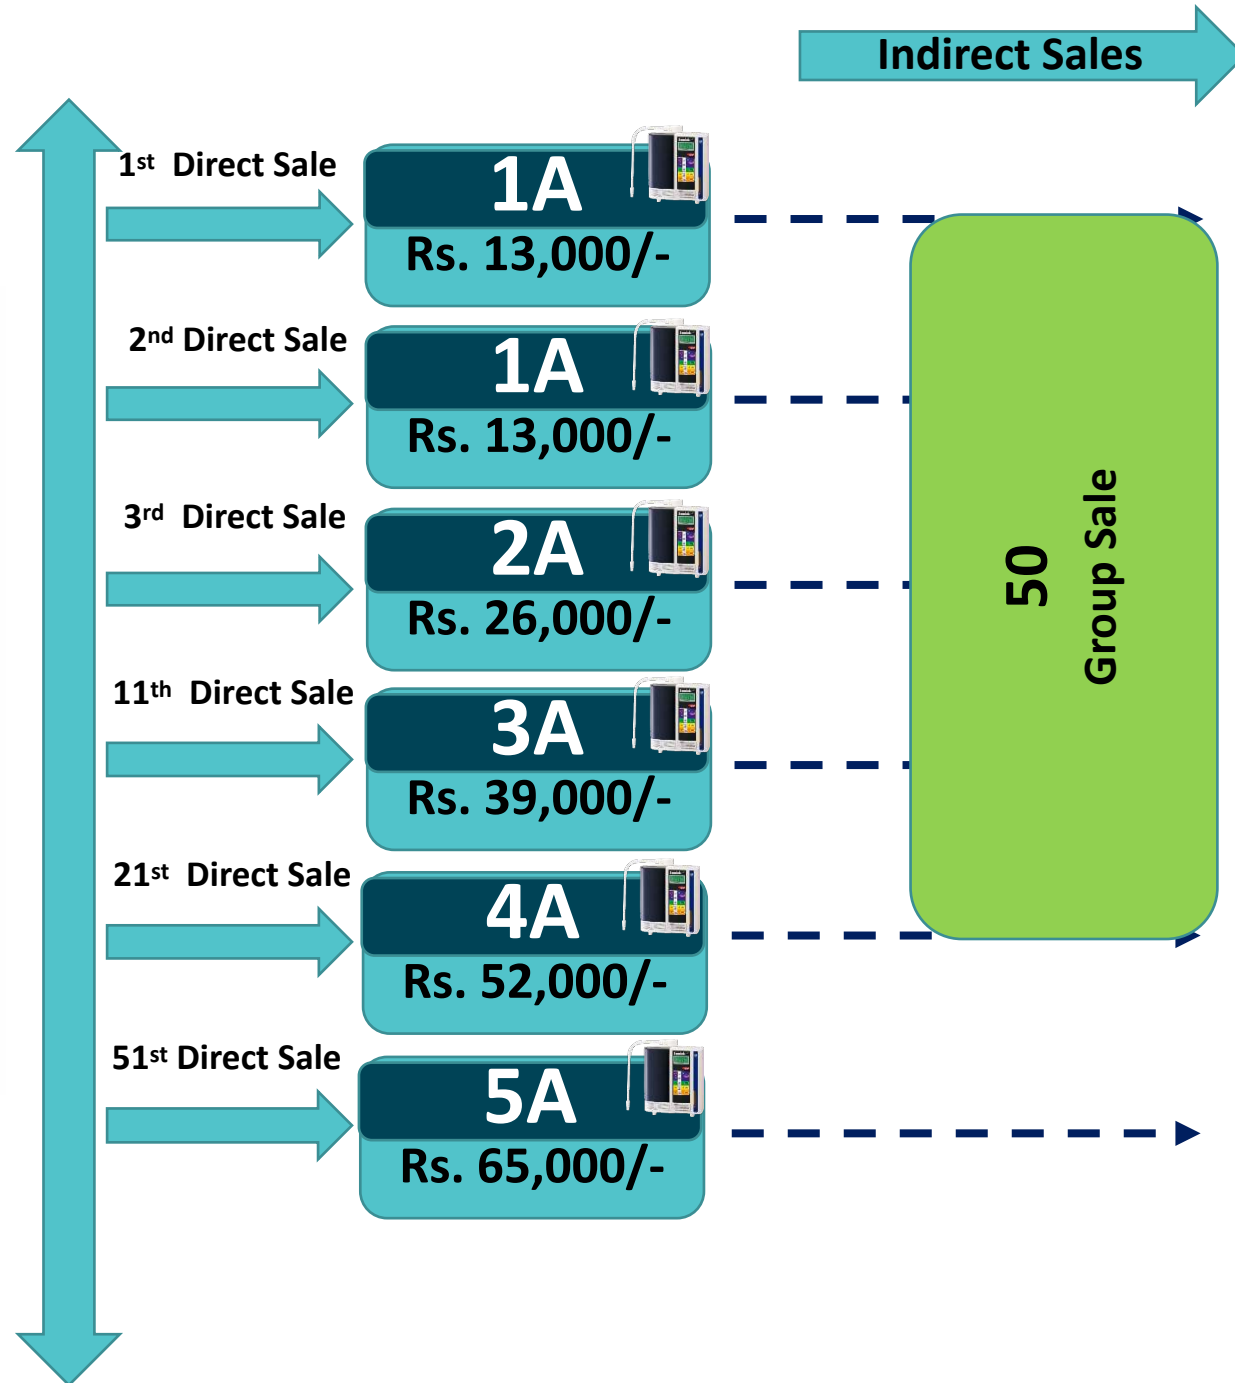 Indirect Sales
1st Direct Sale
1A
Rs. 13,000/-
2nd Direct Sale
1A
Rs. 13,000/-
3rd Direct Sale
2A
Rs. 26,000/-
11th Direct Sale
3A
Rs. 39,000/-
21st Direct Sale
4A
Rs. 52,000/-
51st Direct Sale
5A
Rs. 65,000/-
50
Group Sale